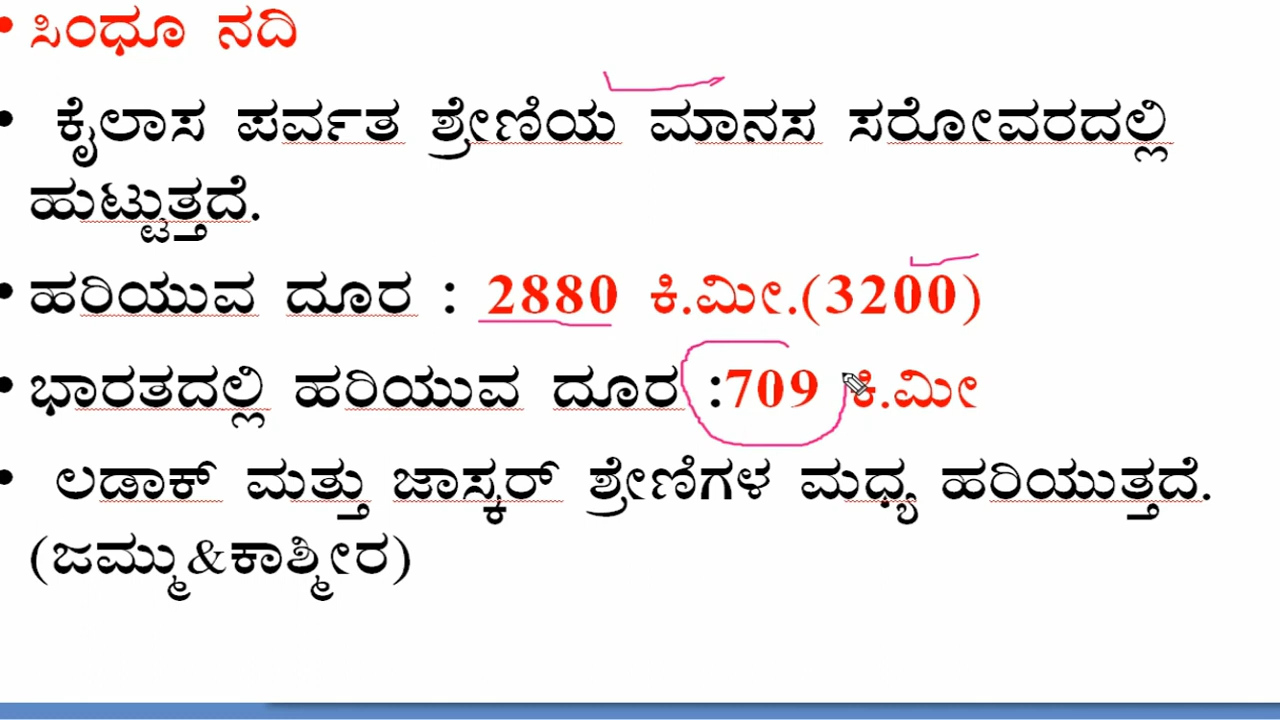 • ಸಿಂಧೂ ನದಿ
• ಕೈಲಾಸ ಪರ್ವತ ಶ್ರೇಣಿಯ ಮಾನಸ ಸರೋವರದಲ್ಲಿ
ಹುಟ್ಟುತ್ತದೆ.
• ಹರಿಯುವ ದೂರ : 2880 ಕಿ.ಮೀ.(3200)
• ಭಾರತದಲ್ಲಿ ಹರಿಯುವ ದೂರ :709 ಕಿ.ಮೀ
• ಲಡಾಕ್ ಮತ್ತು ಜಾಸ್ಕರ್ ಶ್ರೇಣಿಗಳ ಮಧ್ಯ ಹರಿಯುತ್ತದೆ.
(ಜಮ್ಮು&ಕಾಶ್ಮೀರ)